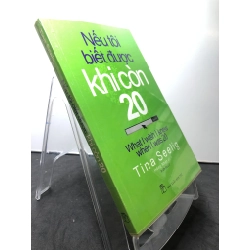 Nếu tôi
biết được
khi còn
20
What I wish I knew
when I was 20
Tina Seelig